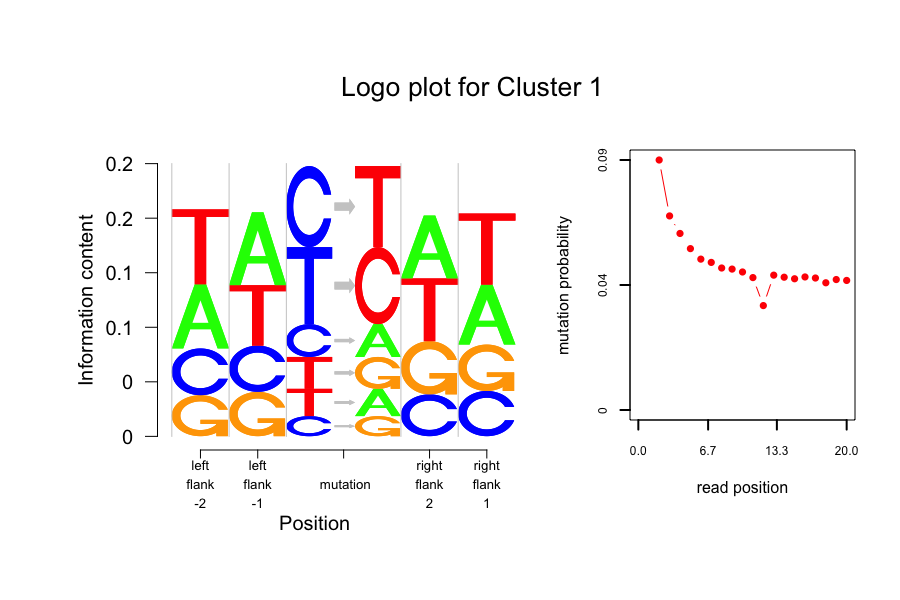 Logo plot for Cluster 1
Information content
0.2
0.2
0.1
0.1
0
0
T A C G
A T C G
C T C T T C
T C A G A G
A T G C
T A G C
left flank -2
left flank -1
mutation
right flank 2
right flank 1
Position
mutation probability
0.09
0.04
0
0.0 6.7 13.3 20.0
read position